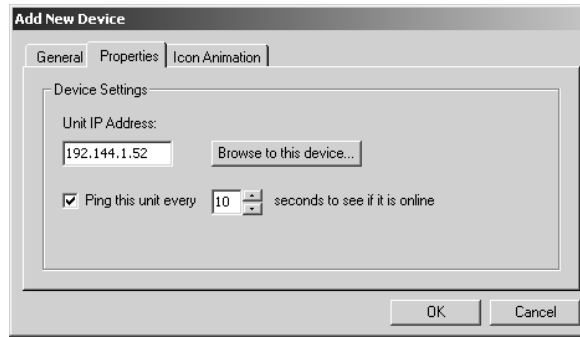 Add New Device
General Properties Icon Animation
Device Settings
Unit IP Address:
192.144.1.52 Browse to this device...
Ping this unit every 10 seconds to see if it is online
OK Cancel